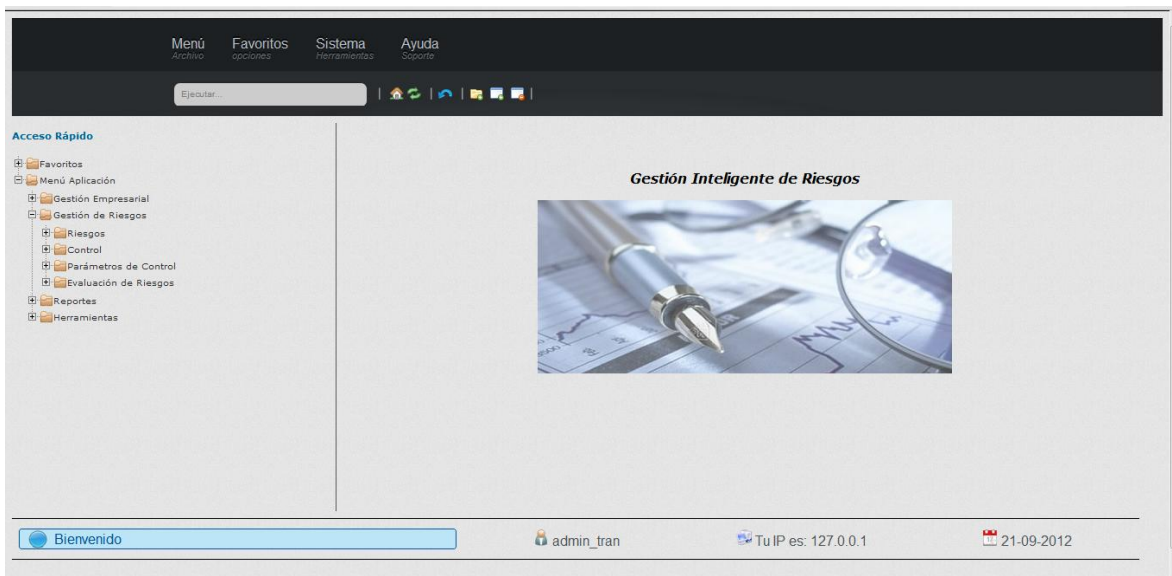 Menú Favoritos Sistema Ayuda
Archivo opciones Herramientas Soporte
Ejecutar...
Acceso Rápido
Favoritos
Menú Aplicación
Gestión Empresarial
Gestión de Riesgos
Riesgos
Control
Parámetros de Control
Evaluación de Riesgos
Reportes
Herramientas
Gestión Inteligente de Riesgos
Bienvenido
admin_tran
Tu IP es: 127.0.0.1
21-09-2012